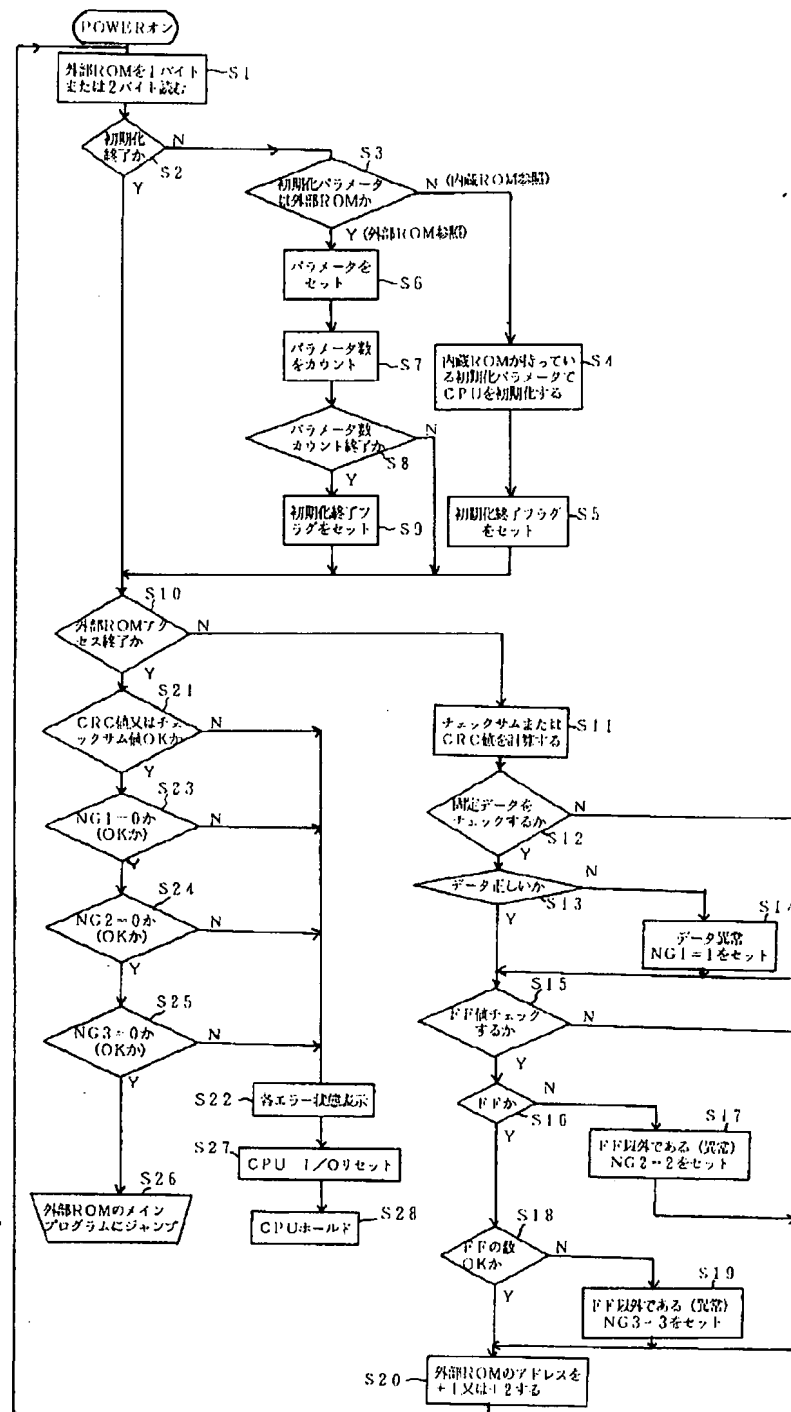 POWERオン
外部ROMを1バイト
または2バイト読む
S1
初期化
終了か
S2
N
Y
S3
初期化パラメータ
は外部ROMか
N (内蔵ROM参照)
Y (外部ROM参照)
パラメータを
セット
S6
パラメータ数
をカウント
S7
内蔵ROMが持ってい
る初期化パラメータで
CPUを初期化する
S4
パラメータ数
カウント終了か
S8
N
Y
初期化終了フ
ラグをセット
S9
初期化終了フラグ
をセット
S5
S10
外部ROMアク
セス終了か
N
Y
S21
CRC値又はチェ
ックサム値OKか
N
Y
チェックサムまたは
CRC値を計算する
S11
S23
NG1=0か
(OKか)
N
Y
固定データを
チェックするか
S12
N
Y
データ正しいか
S13
N
Y
S14
データ異常
NG1=1をセット
S24
NG2=0か
(OKか)
N
Y
S15
FF値チェック
するか
N
Y
S25
NG3=0か
(OKか)
N
Y
S22
各エラー状態表示
FFか
S16
N
Y
S17
FF以外である (異常)
NG2=2をセット
S27
CPU I/Oリセット
S26
外部ROMのメイン
プログラムにジャンプ
CPUホールド
S28
S18
FFの数
OKか
N
Y
S19
FF以外である (異常)
NG3=3をセット
S20
外部ROMのアドレスを
+1又は+2する